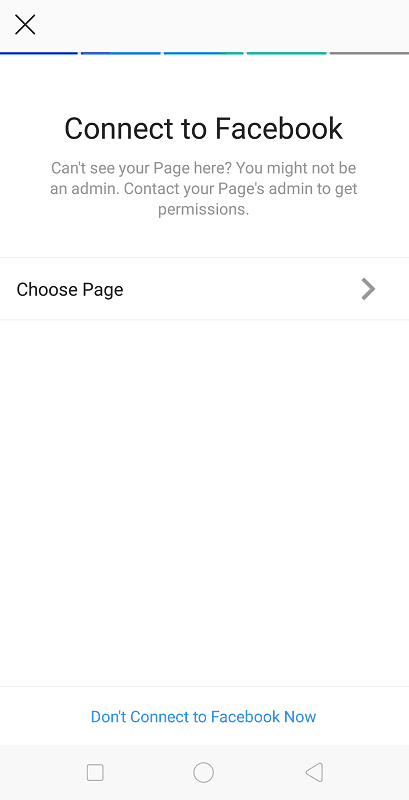 Connect to Facebook
Can't see your Page here? You might not be
an admin. Contact your Page's admin to get
permissions.
Choose Page
Don't Connect to Facebook Now